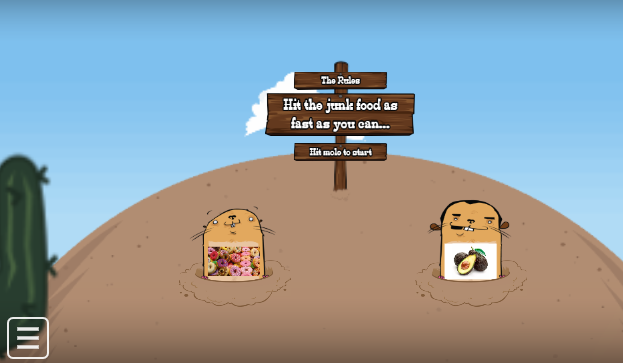 The Rules
Hit the junk food as
fast as you can...
Hit mole to start